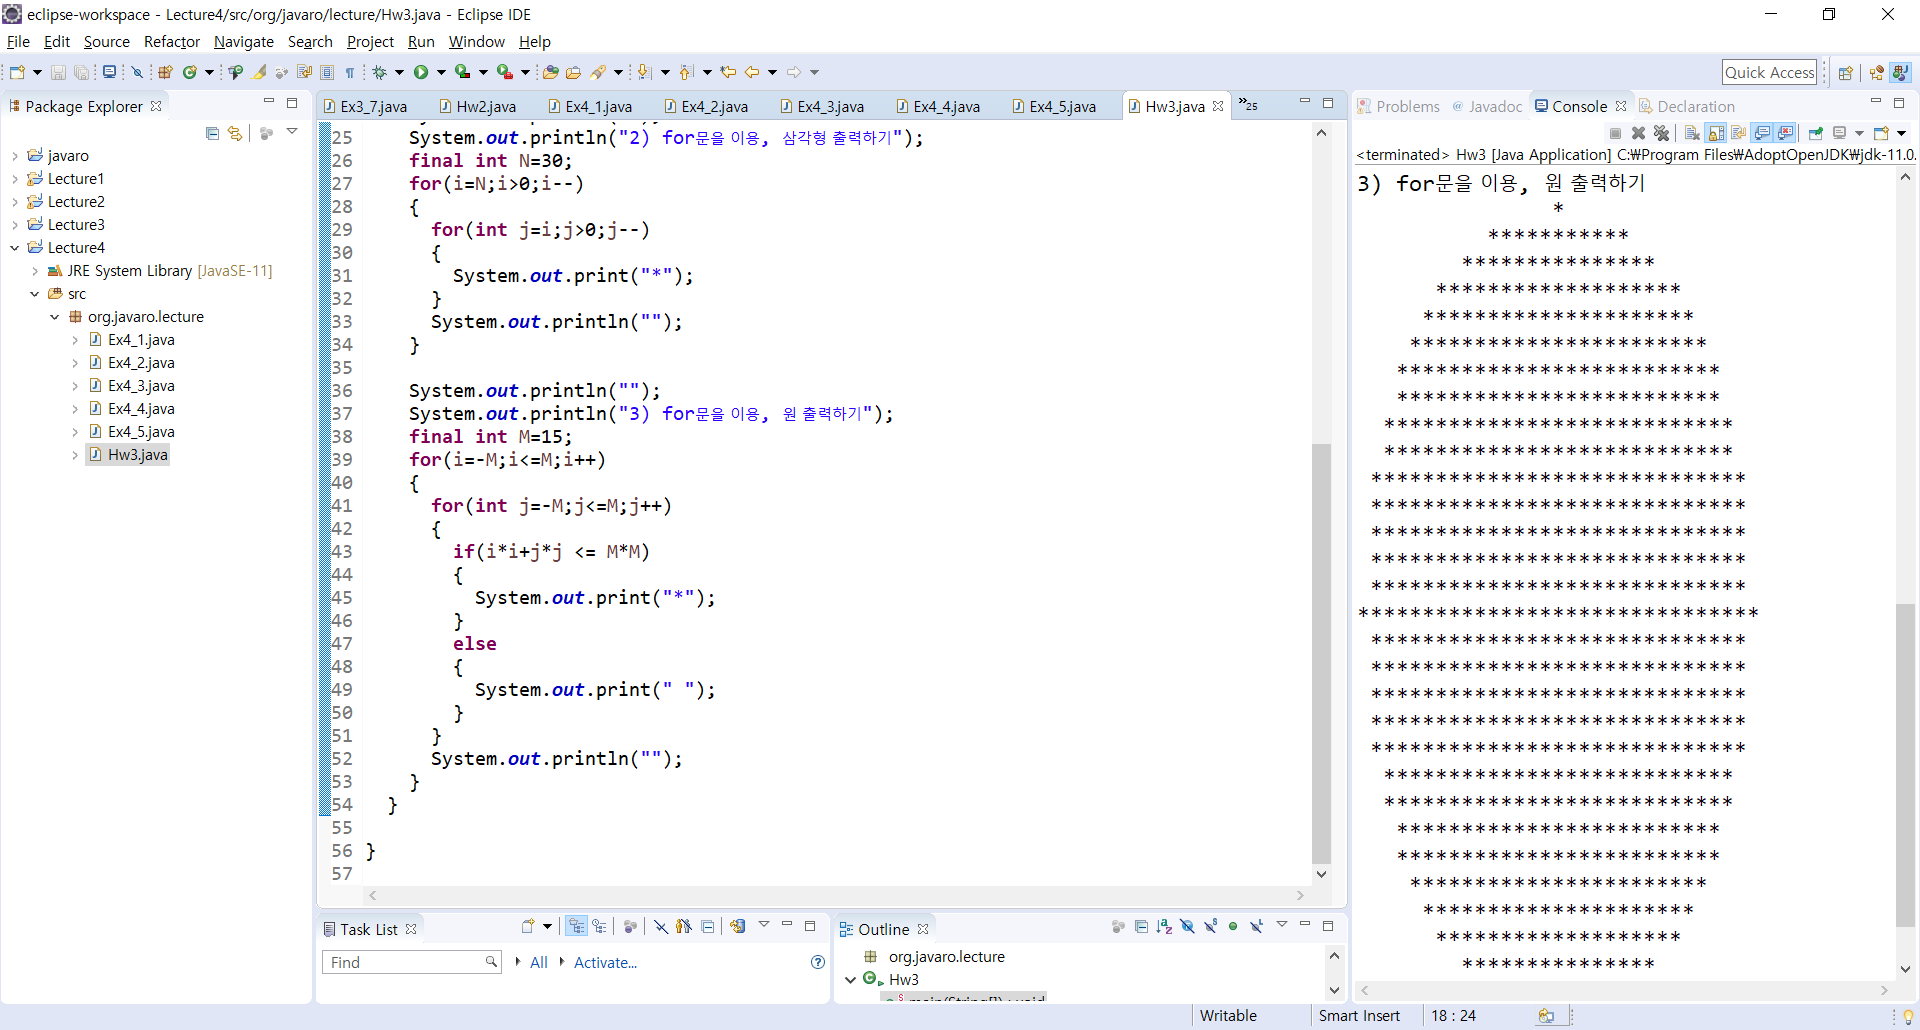 eclipse-workspace - Lecture4/src/org/javaro/lecture/Hw3.java - Eclipse IDE
File Edit Source Refactor Navigate Search Project Run Window Help
Quick Access
Package Explorer
javaro
Lecture1
Lecture2
Lecture3
Lecture4
JRE System Library [JavaSE-11]
src
org.javaro.lecture
Ex4_1.java
Ex4_2.java
Ex4_3.java
Ex4_4.java
Ex4_5.java
Hw3.java
Ex3_7.java Hw2.java Ex4_1.java Ex4_2.java Ex4_3.java Ex4_4.java Ex4_5.java Hw3.java »25
25 System.out.println("2) for문을 이용, 삼각형 출력하기");
26 final int N=30;
27 for(i=N;i>0;i--)
28 {
29 for(int j=i;j>0;j--)
30 {
31 System.out.print("*");
32 }
33 System.out.println("");
34 }
35
36 System.out.println("");
37 System.out.println("3) for문을 이용, 원 출력하기");
38 final int M=15;
39 for(i=-M;i<=M;i++)
40 {
41 for(int j=-M;j<=M;j++)
42 {
43 if(i*i+j*j <= M*M)
44 {
45 System.out.print("*");
46 }
47 else
48 {
49 System.out.print(" ");
50 }
51 }
52 System.out.println("");
53 }
54 }
55
56 }
57
Task List
Find
All Activate...
Outline
org.javaro.lecture
Hw3
main(String[]) : void
Problems @ Javadoc Console Declaration
<terminated> Hw3 [Java Application] C:₩Program Files₩AdoptOpenJDK₩jdk-11.0.
3) for문을 이용, 원 출력하기
               *
          ***********
        ***************
      *******************
     *********************
    ***********************
   *************************
   *************************
  ***************************
  ***************************
 *****************************
 *****************************
 *****************************
 *****************************
 *****************************
*******************************
 *****************************
 *****************************
 *****************************
 *****************************
 *****************************
  ***************************
  ***************************
   *************************
   *************************
    ***********************
     *********************
      *******************
        ***************
Writable Smart Insert 18 : 24